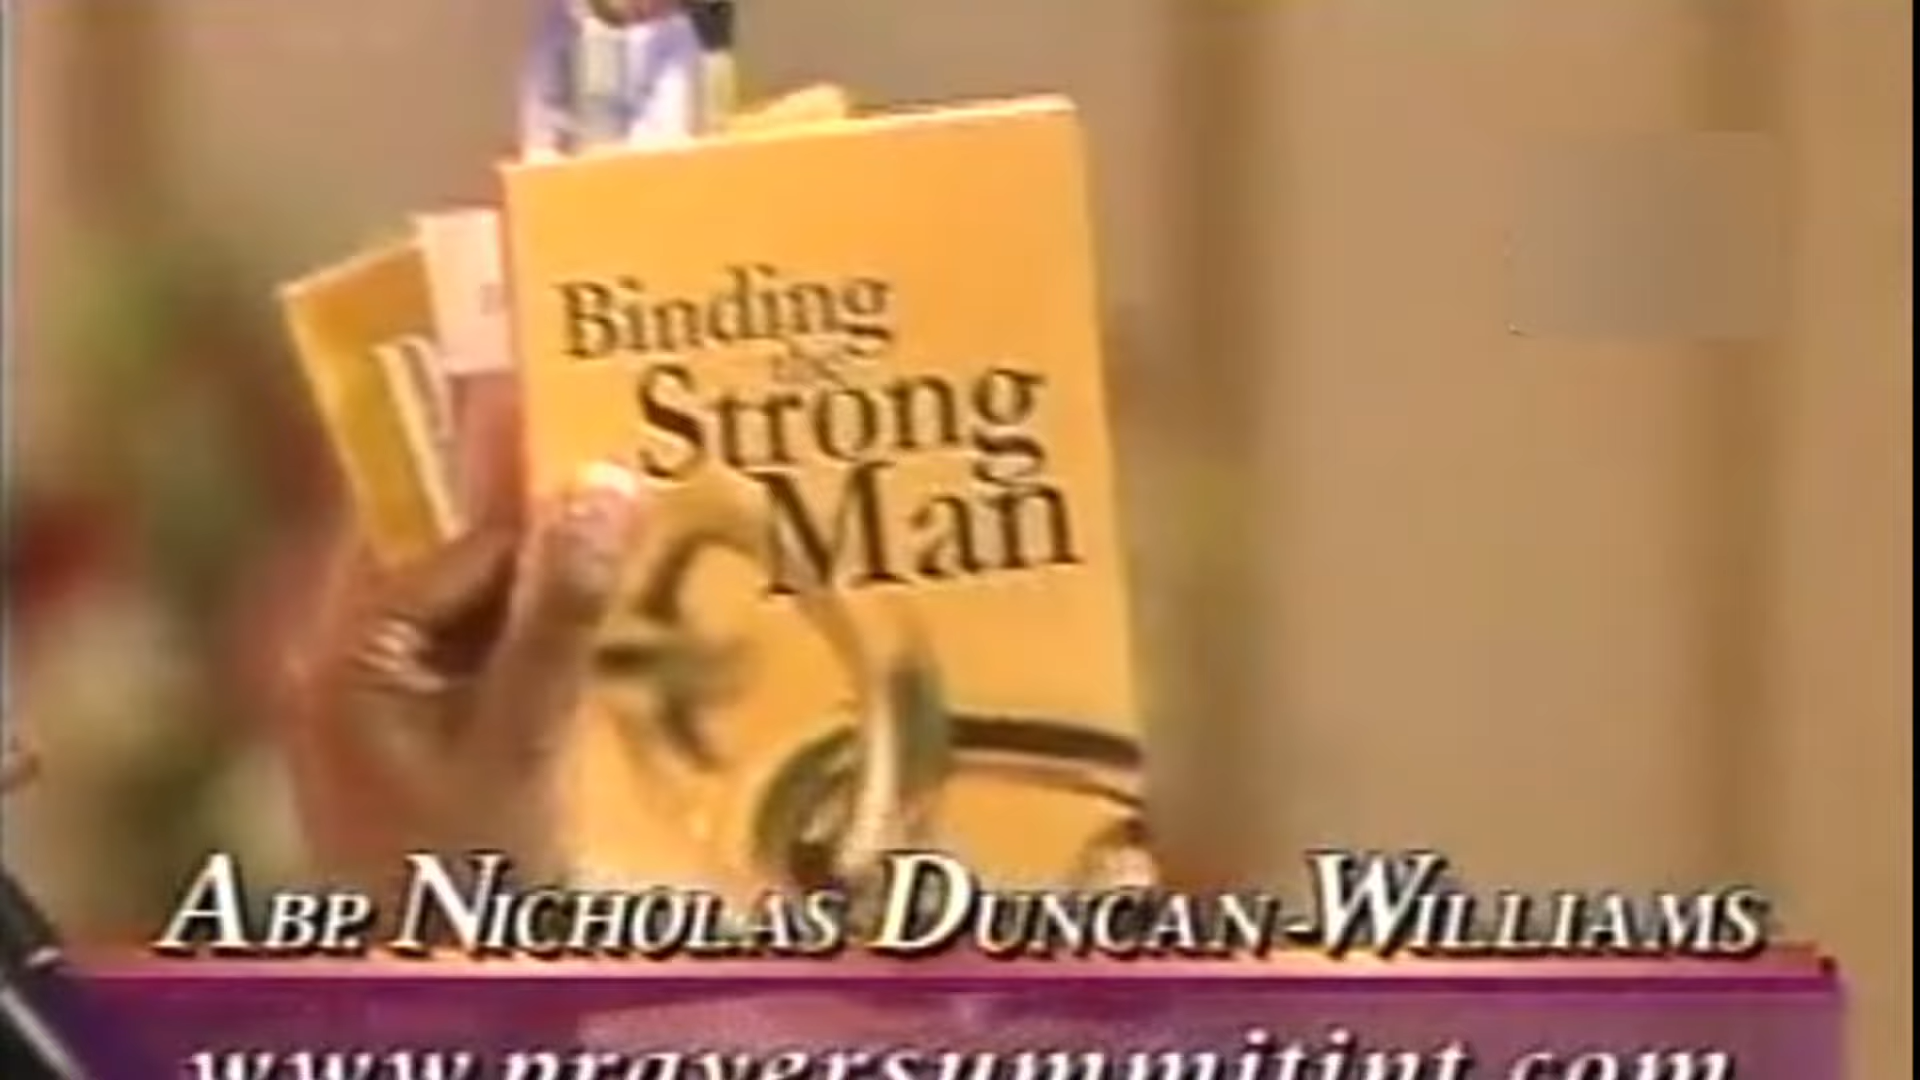 Binding
the
Strong
Man
ABP. NICHOLAS DUNCAN-WILLIAMS
www.prayersummitint.com